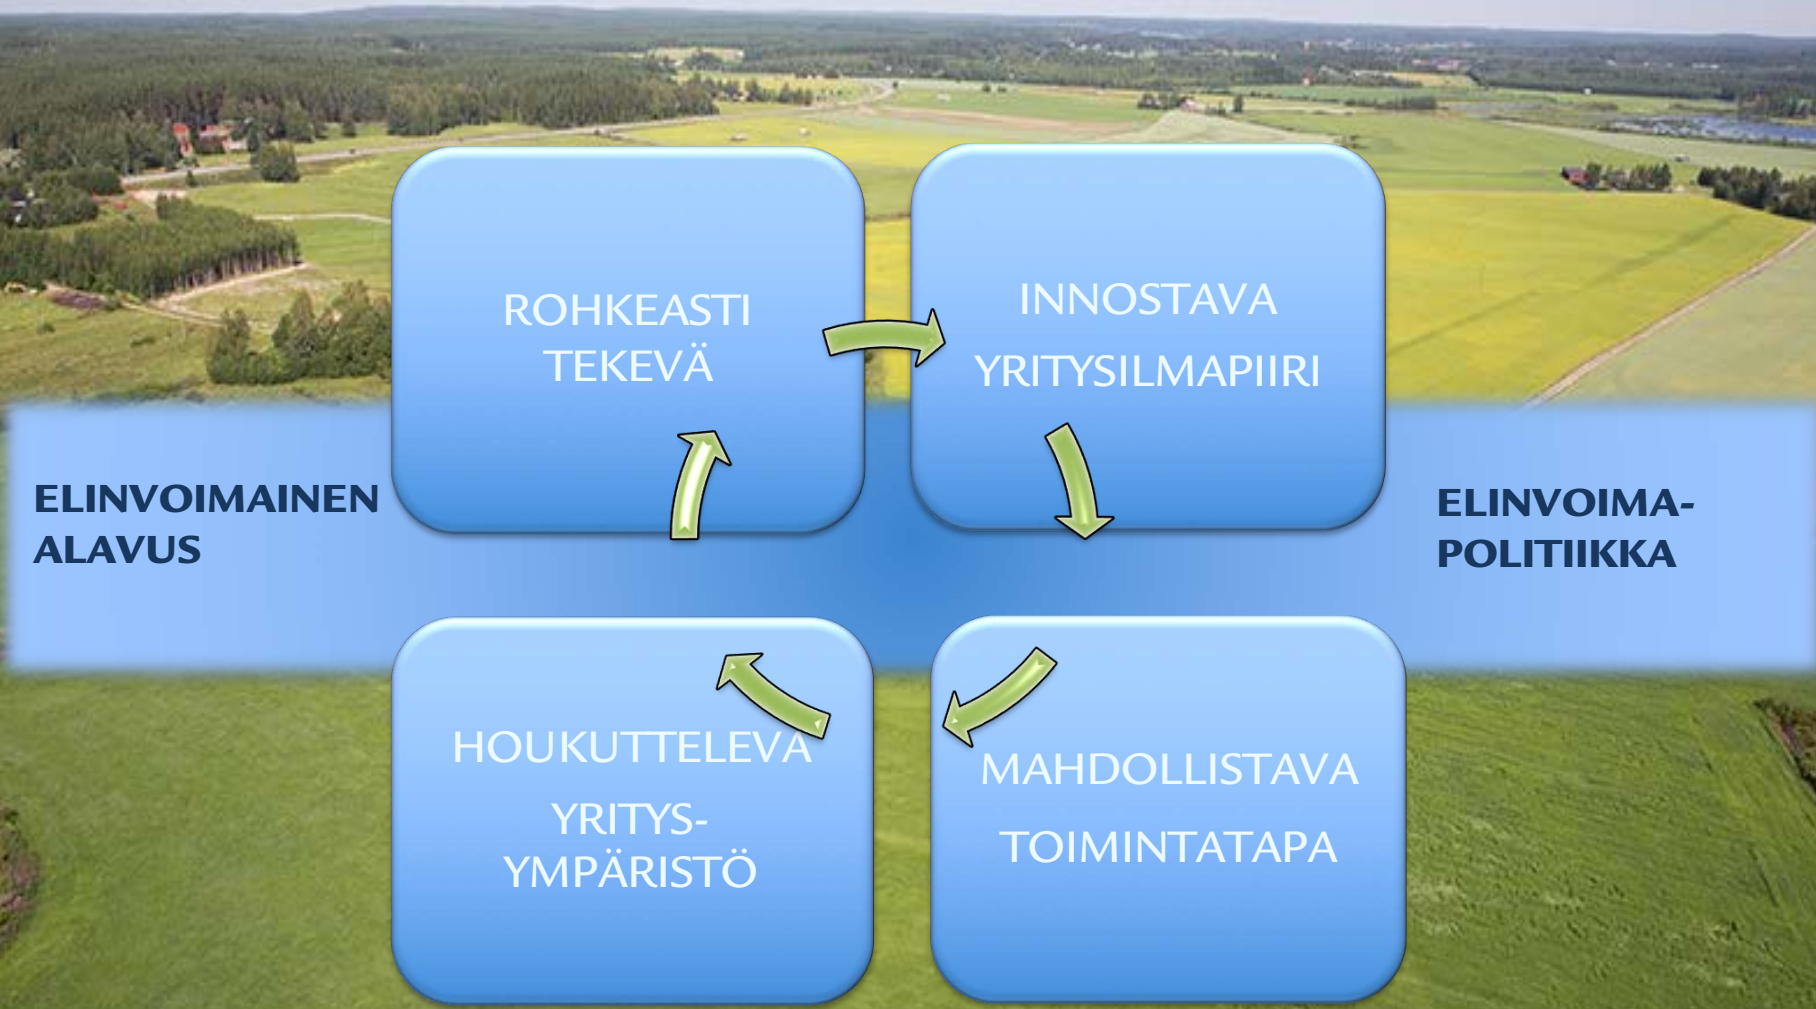 ROHKEASTI
TEKEVÄ
INNOSTAVA
YRITYSILMAPIIRI
ELINVOIMAINEN
ALAVUS
ELINVOIMA-
POLITIIKKA
HOUKUTTELEVA
YRITYS-
YMPÄRISTÖ
MAHDOLLISTAVA
TOIMINTATAPA